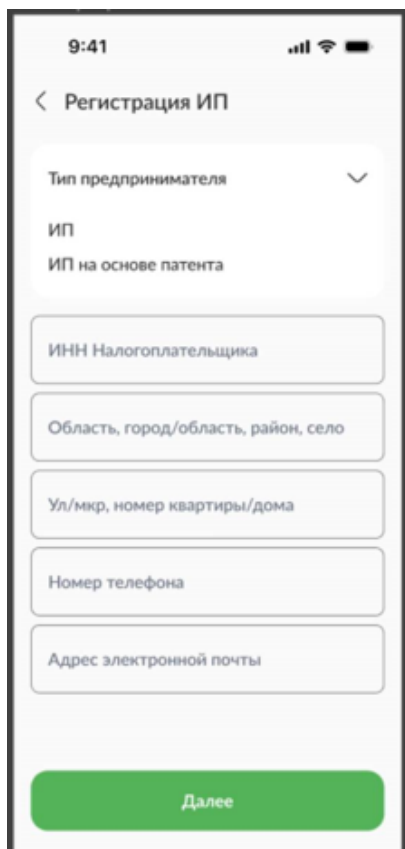 9:41
Регистрация ИП
Тип предпринимателя
ИП
ИП на основе патента
ИНН Налогоплательщика
Область, город/область, район, село
Ул/мкр, номер квартиры/дома
Номер телефона
Адрес электронной почты
Далее